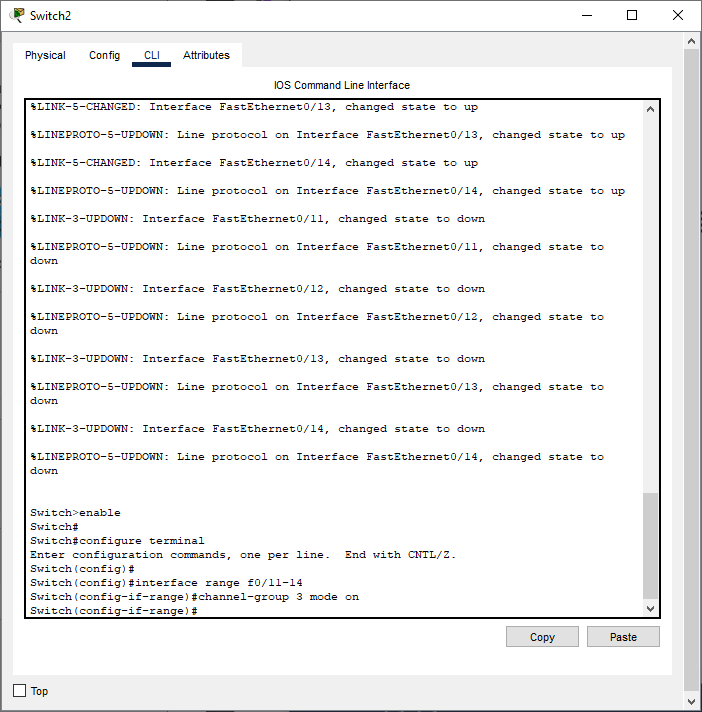 Switch2
Physical Config CLI Attributes
IOS Command Line Interface
%LINK-5-CHANGED: Interface FastEthernet0/13, changed state to up
%LINEPROTO-5-UPDOWN: Line protocol on Interface FastEthernet0/13, changed state to up
%LINK-5-CHANGED: Interface FastEthernet0/14, changed state to up
%LINEPROTO-5-UPDOWN: Line protocol on Interface FastEthernet0/14, changed state to up
%LINK-3-UPDOWN: Interface FastEthernet0/11, changed state to down
%LINEPROTO-5-UPDOWN: Line protocol on Interface FastEthernet0/11, changed state to
down
%LINK-3-UPDOWN: Interface FastEthernet0/12, changed state to down
%LINEPROTO-5-UPDOWN: Line protocol on Interface FastEthernet0/12, changed state to
down
%LINK-3-UPDOWN: Interface FastEthernet0/13, changed state to down
%LINEPROTO-5-UPDOWN: Line protocol on Interface FastEthernet0/13, changed state to
down
%LINK-3-UPDOWN: Interface FastEthernet0/14, changed state to down
%LINEPROTO-5-UPDOWN: Line protocol on Interface FastEthernet0/14, changed state to
down
Switch>enable
Switch#
Switch#configure terminal
Enter configuration commands, one per line.  End with CNTL/Z.
Switch(config)#
Switch(config)#interface range f0/11-14
Switch(config-if-range)#channel-group 3 mode on
Switch(config-if-range)#
Copy Paste
Top